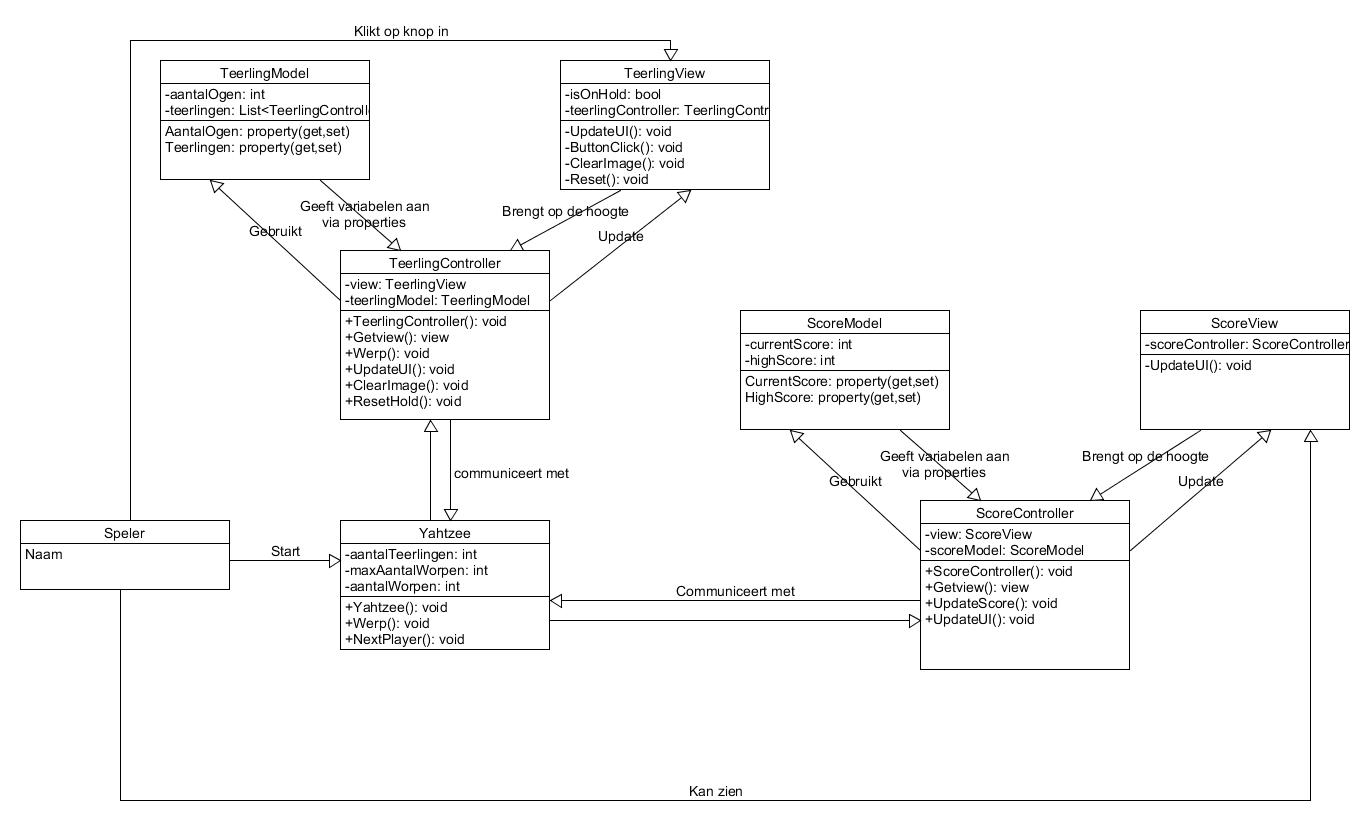 Klikt op knop in
TeerlingModel
-aantalOgen: int
-teerlingen: List<TeerlingControll
AantalOgen: property(get,set)
Teerlingen: property(get,set)
TeerlingView
-isOnHold: bool
-teerlingController: TeerlingContr
-UpdateUI(): void
-ButtonClick(): void
-ClearImage(): void
-Reset(): void
Geeft variabelen aan
via properties
Gebruikt
Brengt op de hoogte
Update
TeerlingController
-view: TeerlingView
-teerlingModel: TeerlingModel
+TeerlingController(): void
+Getview(): view
+Werp(): void
+UpdateUI(): void
+ClearImage(): void
+ResetHold(): void
ScoreModel
-currentScore: int
-highScore: int
CurrentScore: property(get,set)
HighScore: property(get,set)
ScoreView
-scoreController: ScoreController
-UpdateUI(): void
Geeft variabelen aan
via properties
Gebruikt
Brengt op de hoogte
Update
communiceert met
Speler
Naam
Start
Yahtzee
-aantalTeerlingen: int
-maxAantalWorpen: int
-aantalWorpen: int
+Yahtzee(): void
+Werp(): void
+NextPlayer(): void
Communiceert met
ScoreController
-view: ScoreView
-scoreModel: ScoreModel
+ScoreController(): void
+Getview(): view
+UpdateScore(): void
+UpdateUI(): void
Kan zien